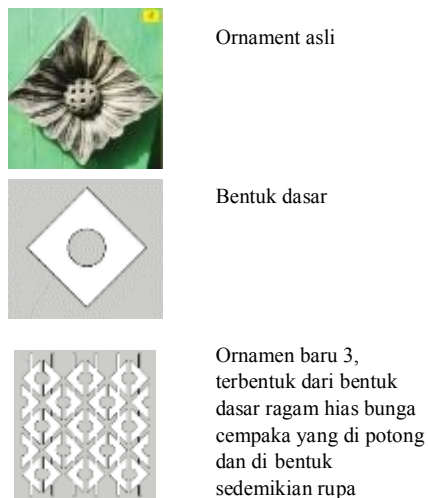 Ornament asli
Bentuk dasar
Ornamen baru 3,
terbentuk dari bentuk
dasar ragam hias bunga
cempaka yang di potong
dan di bentuk
sedemikian rupa